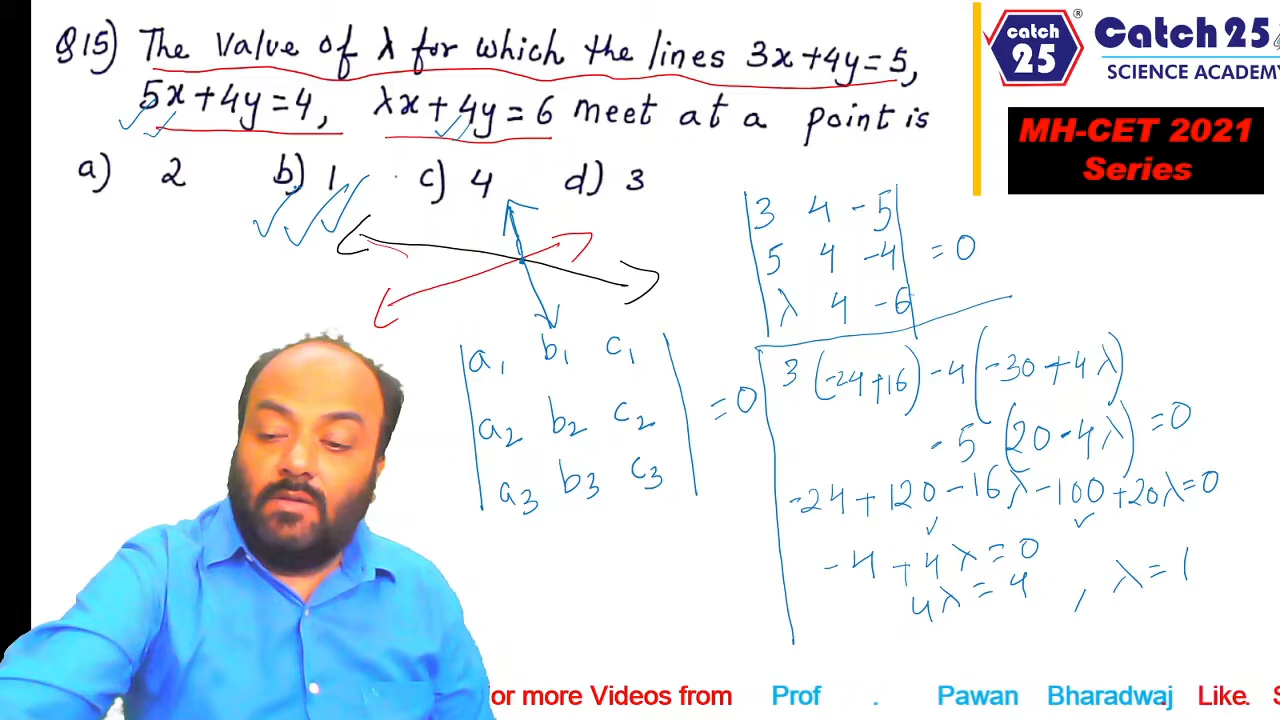 Q15) The value of λ for which the lines 3x+4y=5,
5x+4y=4, λx+4y=6 meet at a point is
a) 2 b) 1 c) 4 d) 3
catch
25
®
Catch 25
SCIENCE ACADEMY
MH-CET 2021
Series
3 4 -5
5 4 -4 = 0
λ 4 -6
a1 b1 c1
a2 b2 c2 = 0
a3 b3 c3
3(-24+16) -4(-30+4λ)
-5(20-4λ) = 0
-24+120-16λ-100+20λ=0
-4+4λ=0
4λ=4, λ=1
or more Videos from Prof . Pawan Bharadwaj Like. S